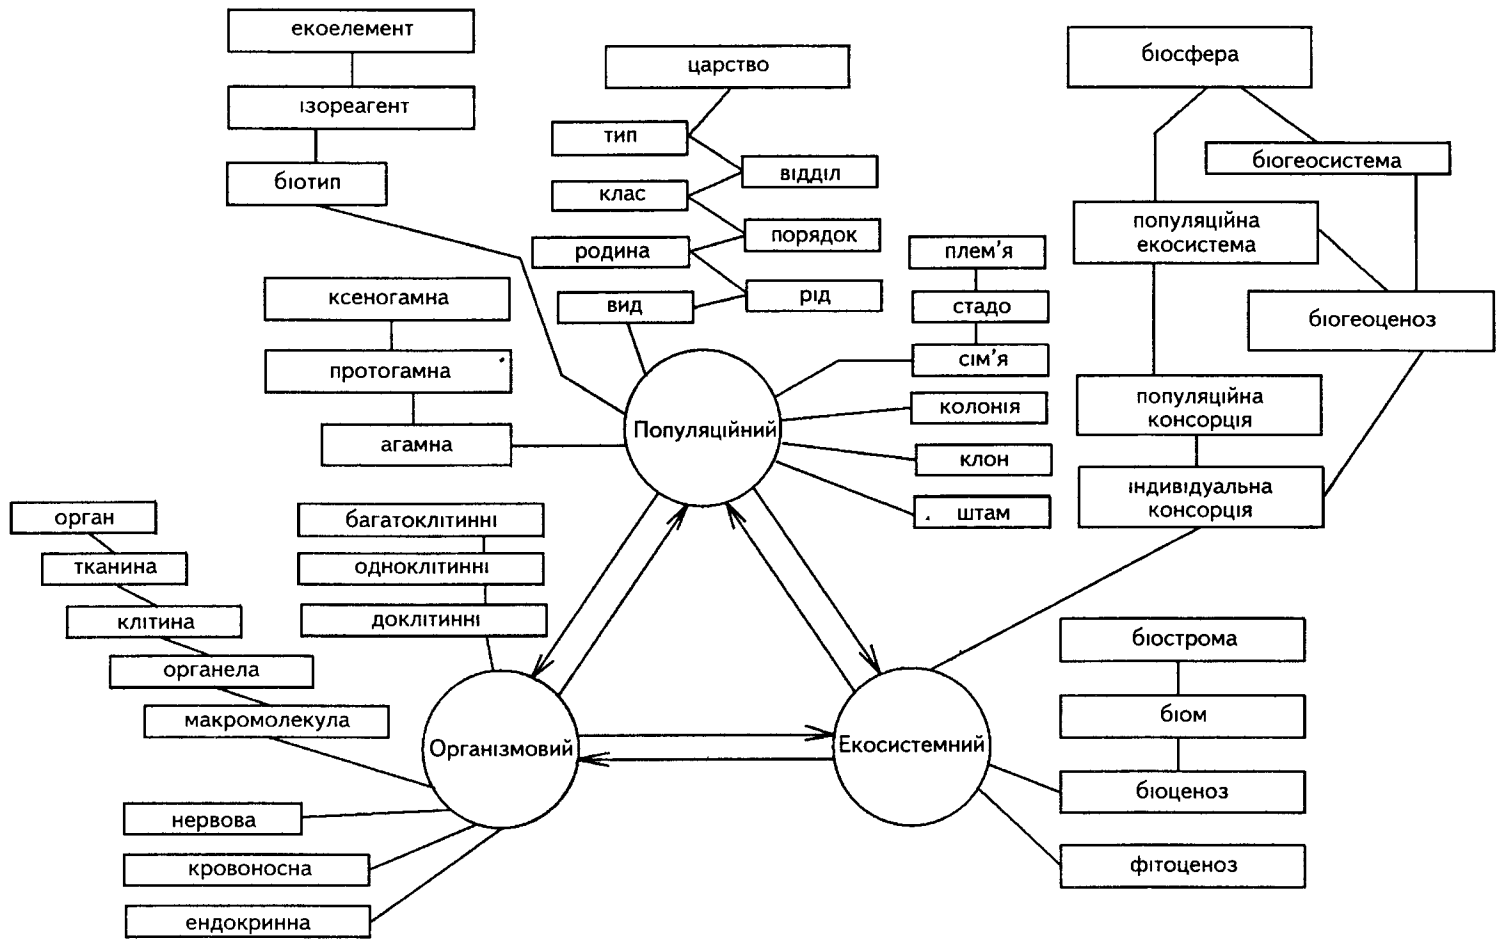 екоелемент
ізореагент
біотип
царство
тип
відділ
клас
порядок
родина
рід
вид
біосфера
біогеосистема
популяційна
екосистема
біогеоценоз
популяційна
консорція
індивідуальна
консорція
плем’я
стадо
сім’я
колонія
клон
штам
ксеногамна
протогамна
агамна
Популяційний
орган
тканина
клітина
органела
макромолекула
багатоклітинні
одноклітинні
доклітинні
Організмовий
Екосистемний
нервова
кровоносна
ендокринна
біострома
біом
біоценоз
фітоценоз